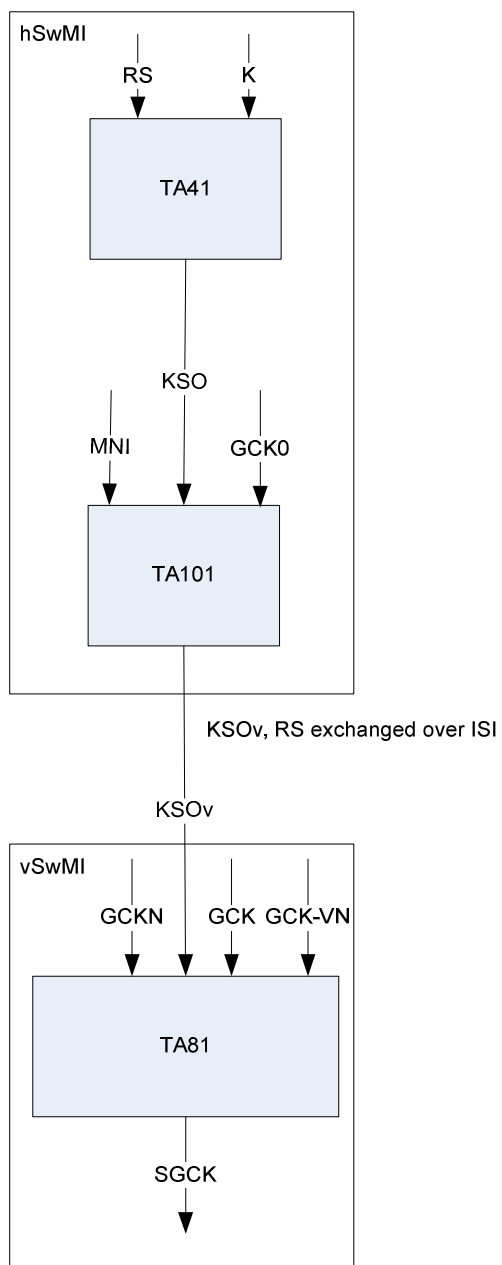 hSwMI
RS K
TA41
KSO
MNI GCK0
TA101
KSOv, RS exchanged over ISI
KSOv
vSwMI
GCKN GCK GCK-VN
TA81
SGCK